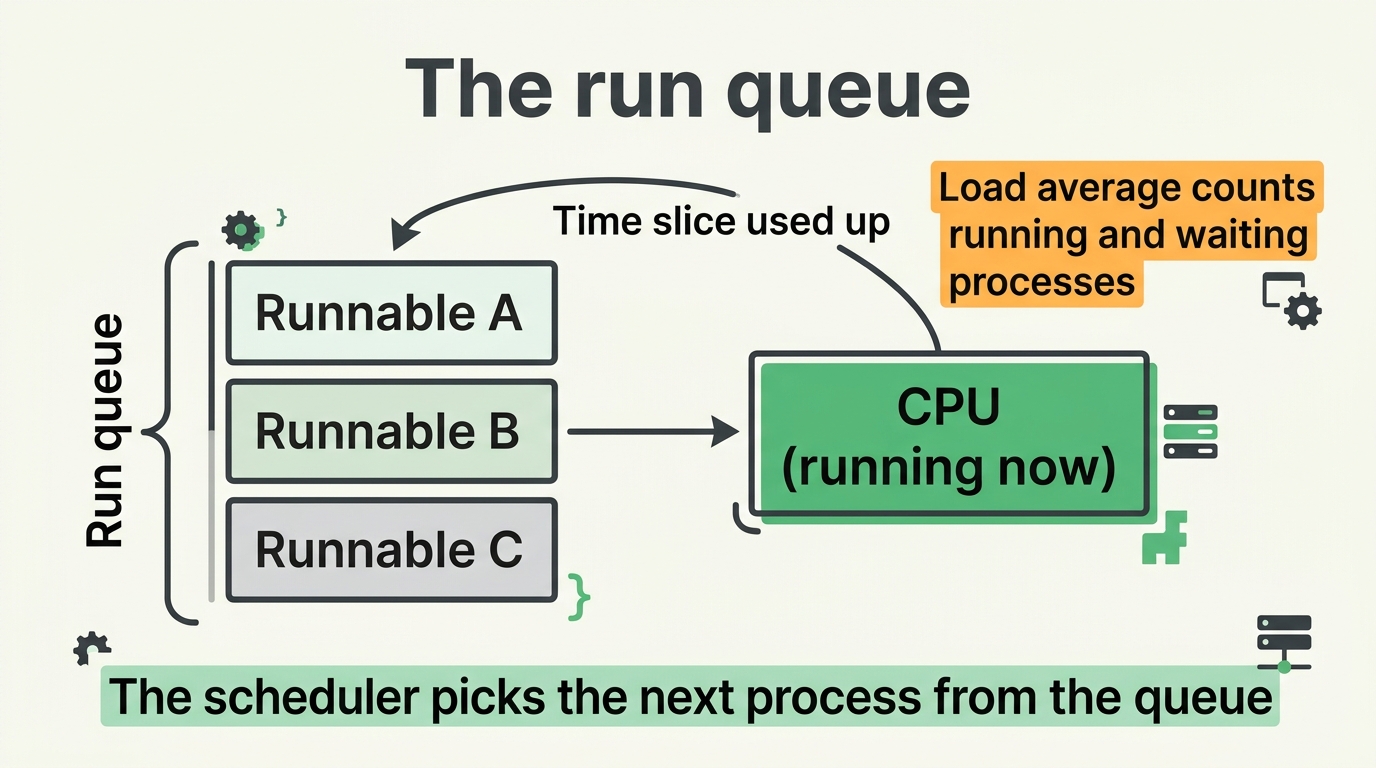 The run queue
Load average counts
running and waiting
processes
Time slice used up
Run queue
Runnable A
Runnable B
Runnable C
CPU
(running now)
The scheduler picks the next process from the queue